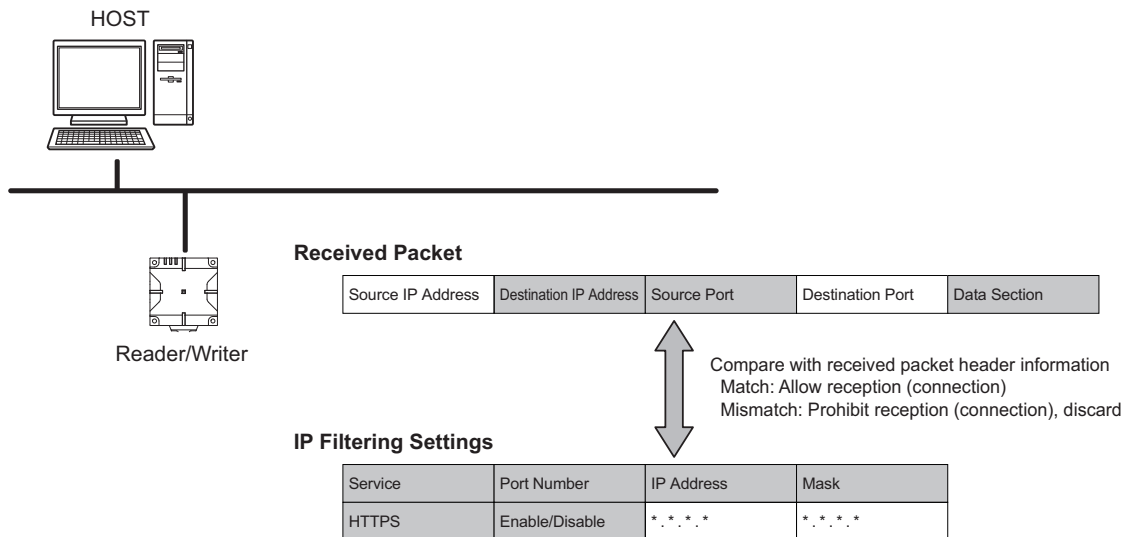 HOST
Reader/Writer
Received Packet
Source IP Address Destination IP Address Source Port Destination Port Data Section
Compare with received packet header information
Match: Allow reception (connection)
Mismatch: Prohibit reception (connection), discard
IP Filtering Settings
Service Port Number IP Address Mask
HTTPS Enable/Disable *.*.*.* *.*.*.*